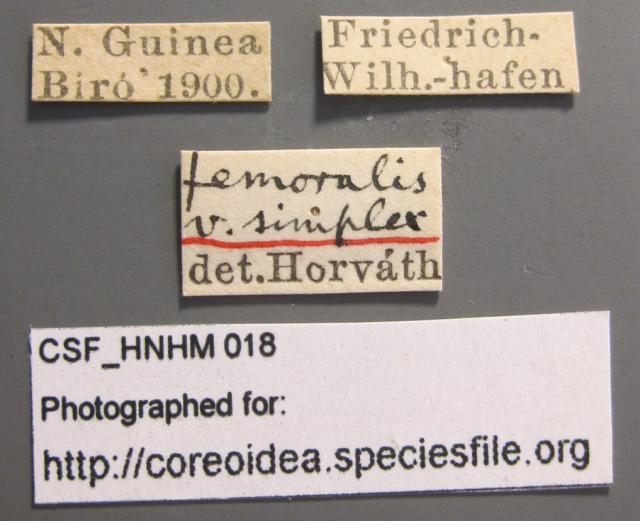 N. Guinea
Biró 1900.
Friedrich-
Wilh.-hafen
femoralis
v. simplex
det. Horváth
CSF_HNHM 018
Photographed for:
http://coreoidea.speciesfile.org